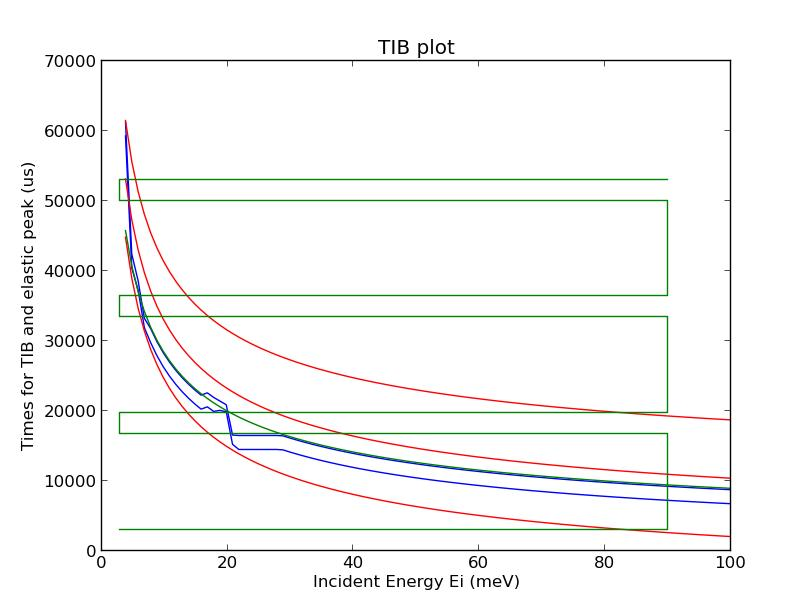 TIB plot
70000
60000
50000
40000
30000
20000
10000
0
Times for TIB and elastic peak (us)
0 20 40 60 80 100
Incident Energy Ei (meV)